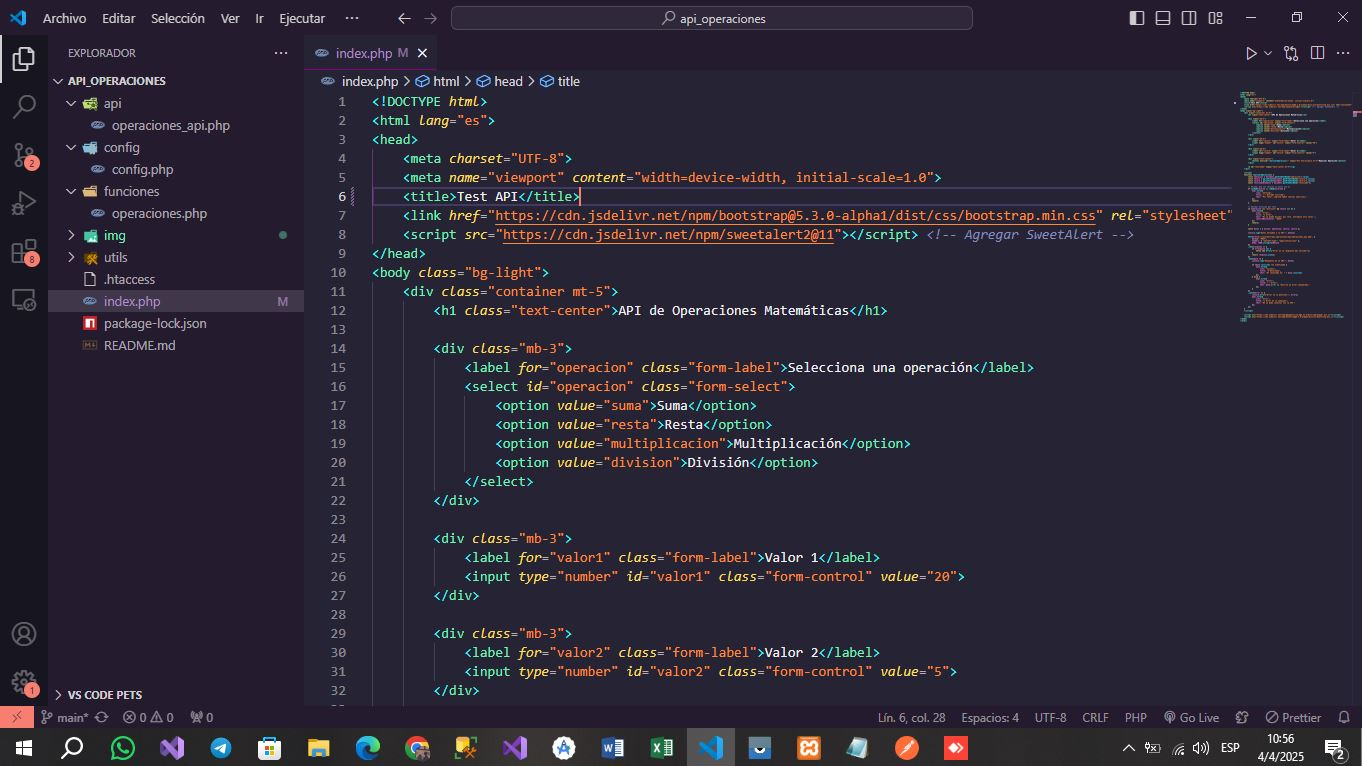 Archivo Editar Selección Ver Ir Ejecutar ··· api_operaciones
EXPLORADOR ···
API_OPERACIONES
api
operaciones_api.php
config
config.php
funciones
operaciones.php
img
utils
.htaccess
index.php M
package-lock.json
README.md
VS CODE PETS
2
8
1
index.php M
index.php > html > head > title
1 <!DOCTYPE html>
2 <html lang="es">
3 <head>
4 <meta charset="UTF-8">
5 <meta name="viewport" content="width=device-width, initial-scale=1.0">
6 <title>Test API</title>
7 <link href="https://cdn.jsdelivr.net/npm/bootstrap@5.3.0-alpha1/dist/css/bootstrap.min.css" rel="stylesheet"
8 <script src="https://cdn.jsdelivr.net/npm/sweetalert2@11"></script> <!-- Agregar SweetAlert -->
9 </head>
10 <body class="bg-light">
11 <div class="container mt-5">
12 <h1 class="text-center">API de Operaciones Matemáticas</h1>
13
14 <div class="mb-3">
15 <label for="operacion" class="form-label">Selecciona una operación</label>
16 <select id="operacion" class="form-select">
17 <option value="suma">Suma</option>
18 <option value="resta">Resta</option>
19 <option value="multiplicacion">Multiplicación</option>
20 <option value="division">División</option>
21 </select>
22 </div>
23
24 <div class="mb-3">
25 <label for="valor1" class="form-label">Valor 1</label>
26 <input type="number" id="valor1" class="form-control" value="20">
27 </div>
28
29 <div class="mb-3">
30 <label for="valor2" class="form-label">Valor 2</label>
31 <input type="number" id="valor2" class="form-control" value="5">
32 </div>
main* 0 0 0 Lín. 6, col. 28 Espacios: 4 UTF-8 CRLF PHP Go Live Prettier
ESP 10:56
4/4/2025
2